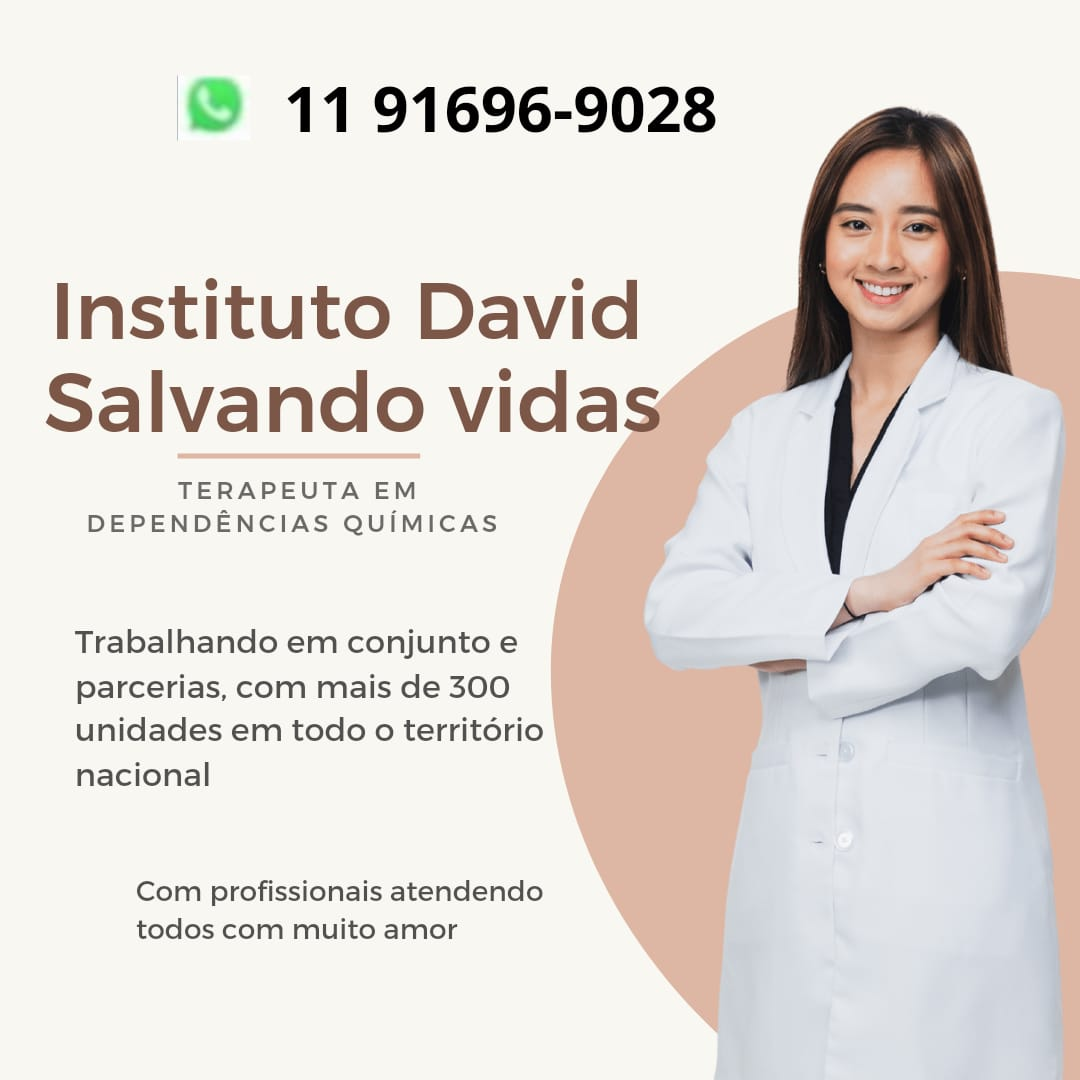 11 91696-9028
Instituto David
Salvando vidas
TERAPEUTA EM
DEPENDÊNCIAS QUÍMICAS
Trabalhando em conjunto e
parcerias, com mais de 300
unidades em todo o território
nacional
Com profissionais atendendo
todos com muito amor